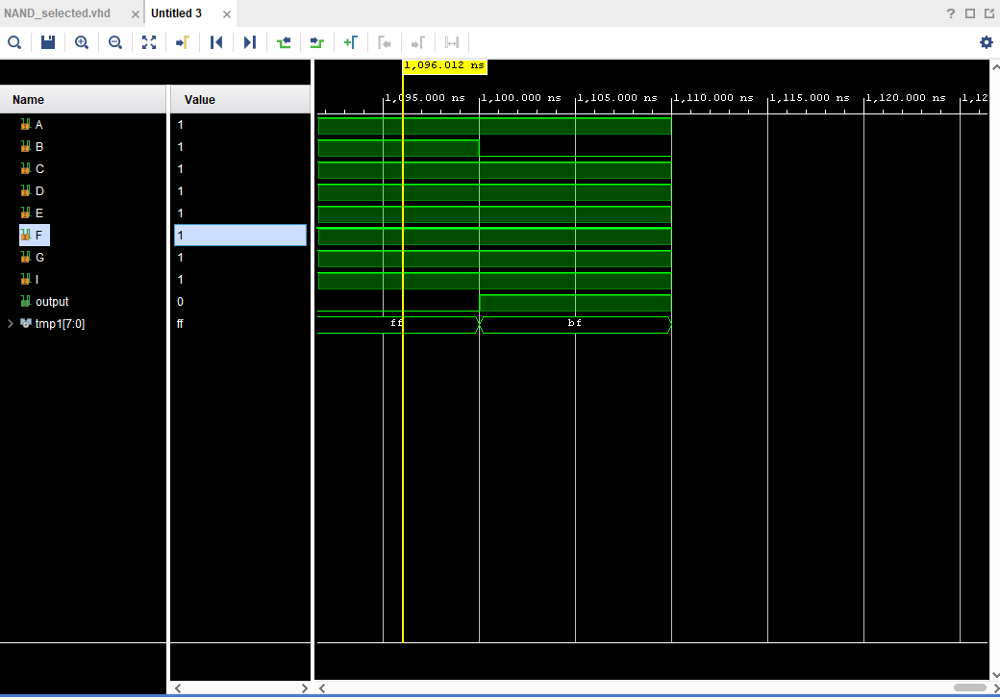 NAND_selected.vhd × Untitled 3 ×
?
1,096.012 ns
Name Value
1,095.000 ns 1,100.000 ns 1,105.000 ns 1,110.000 ns 1,115.000 ns 1,120.000 ns 1,12
A 1
B 1
C 1
D 1
E 1
F 1
G 1
I 1
output 0
tmp1[7:0] ff ff bf